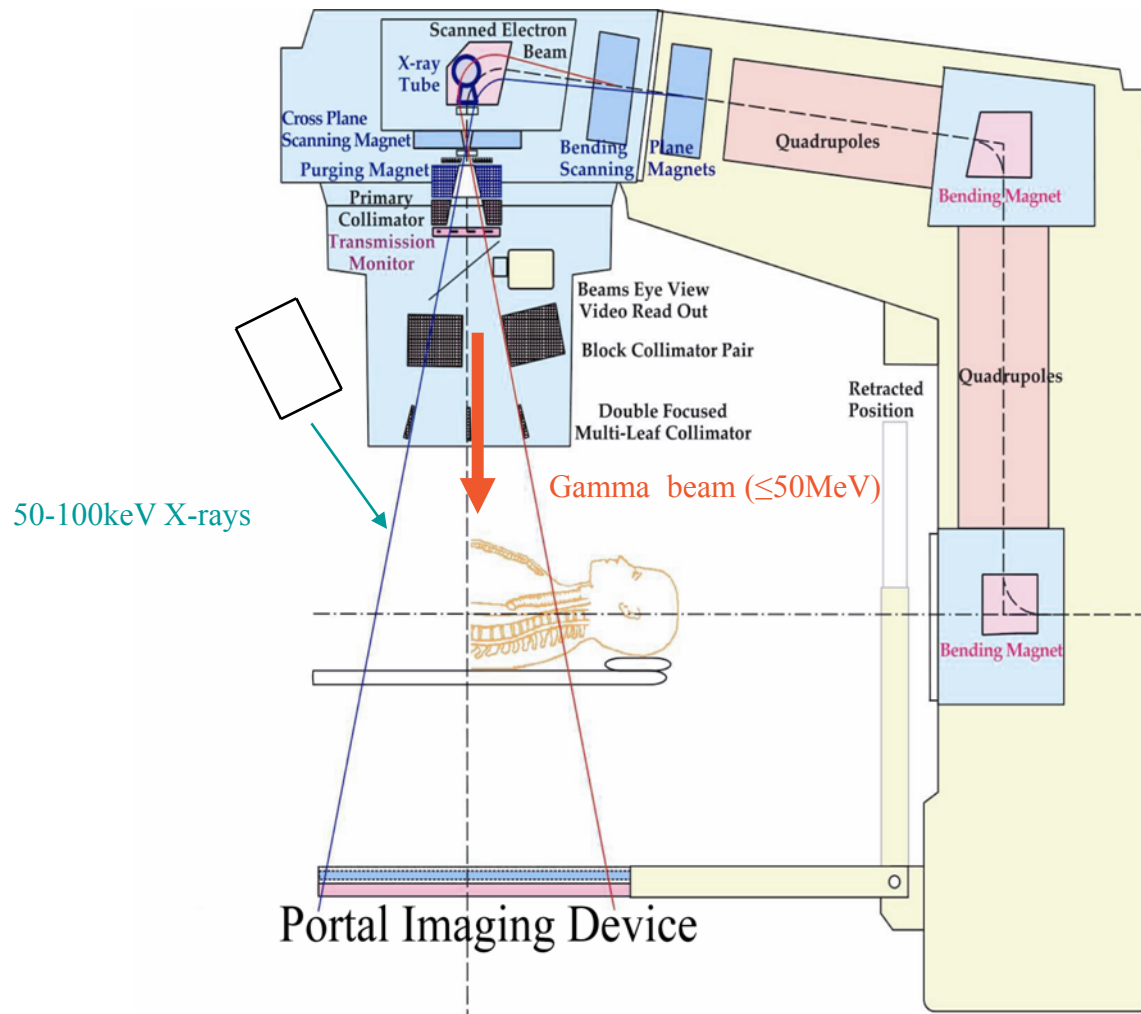 Scanned Electron
Beam
X-ray
Tube
Cross Plane
Scanning Magnet
Purging Magnet
Bending
Scanning
Plane
Magnets
Quadrupoles
Bending Magnet
Primary
Collimator
Transmission
Monitor
Beams Eye View
Video Read Out
Block Collimator Pair
Double Focused
Multi-Leaf Collimator
Retracted
Position
Quadrupoles
50-100keV X-rays
Gamma beam (≤50MeV)
Bending Magnet
Portal Imaging Device